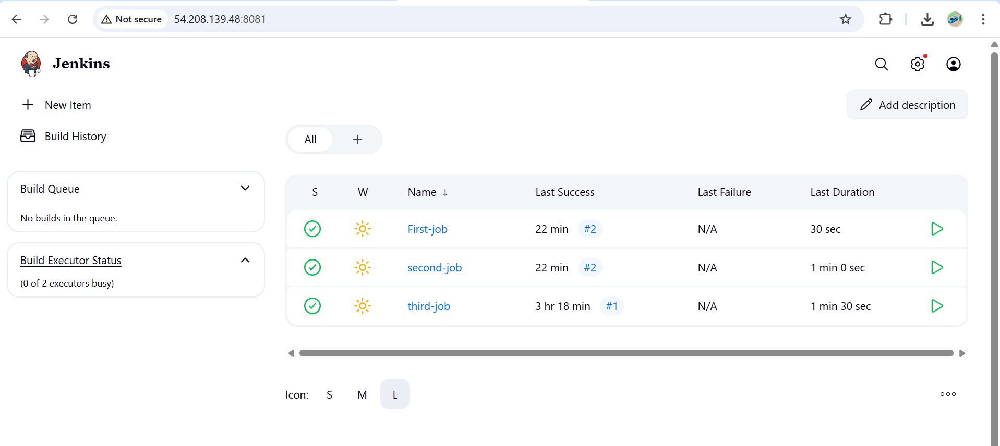 Not secure 54.208.139.48:8081
Jenkins
New Item
Add description
Build History
All
Build Queue
No builds in the queue.
Build Executor Status
(0 of 2 executors busy)
S W Name ↓ Last Success Last Failure Last Duration
First-job 22 min #2 N/A 30 sec
second-job 22 min #2 N/A 1 min 0 sec
third-job 3 hr 18 min #1 N/A 1 min 30 sec
Icon: S M L